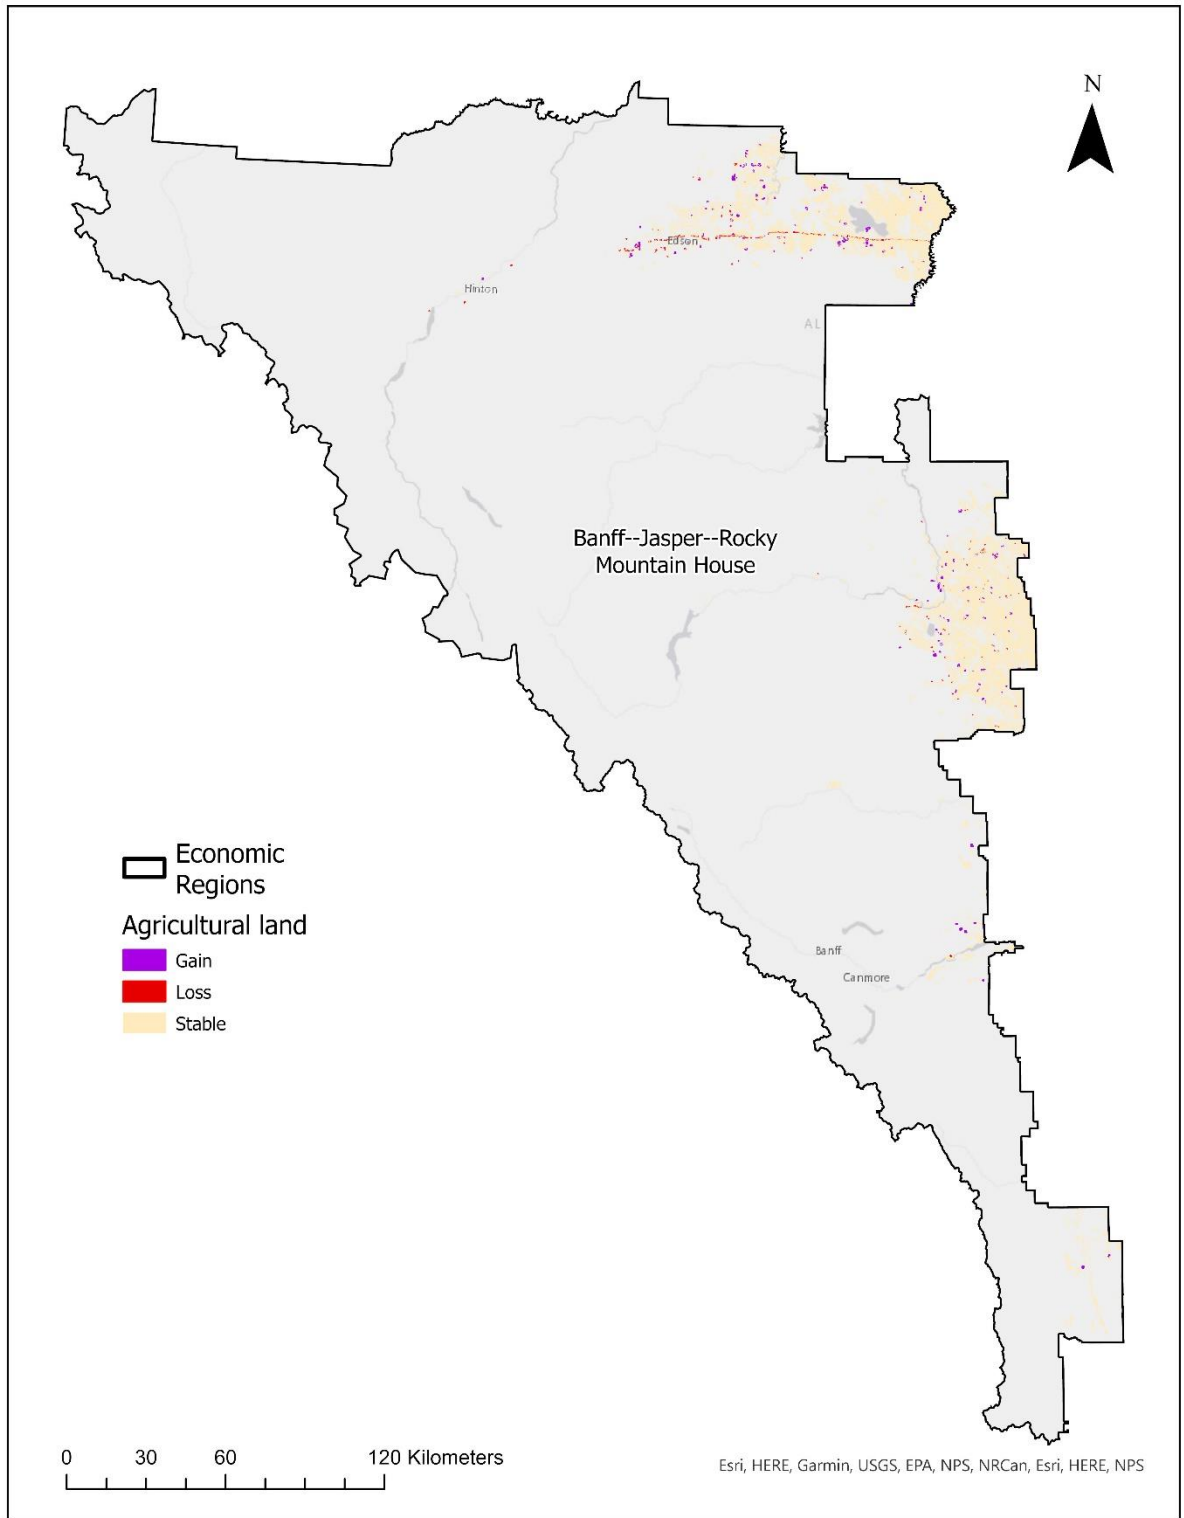 N
Edson
Hinton
AL
Banff--Jasper--Rocky
Mountain House
Economic
Regions
Agricultural land
Gain
Loss
Stable
Banff
Canmore
0 30 60 120 Kilometers
Esri, HERE, Garmin, USGS, EPA, NPS, NRCan, Esri, HERE, NPS